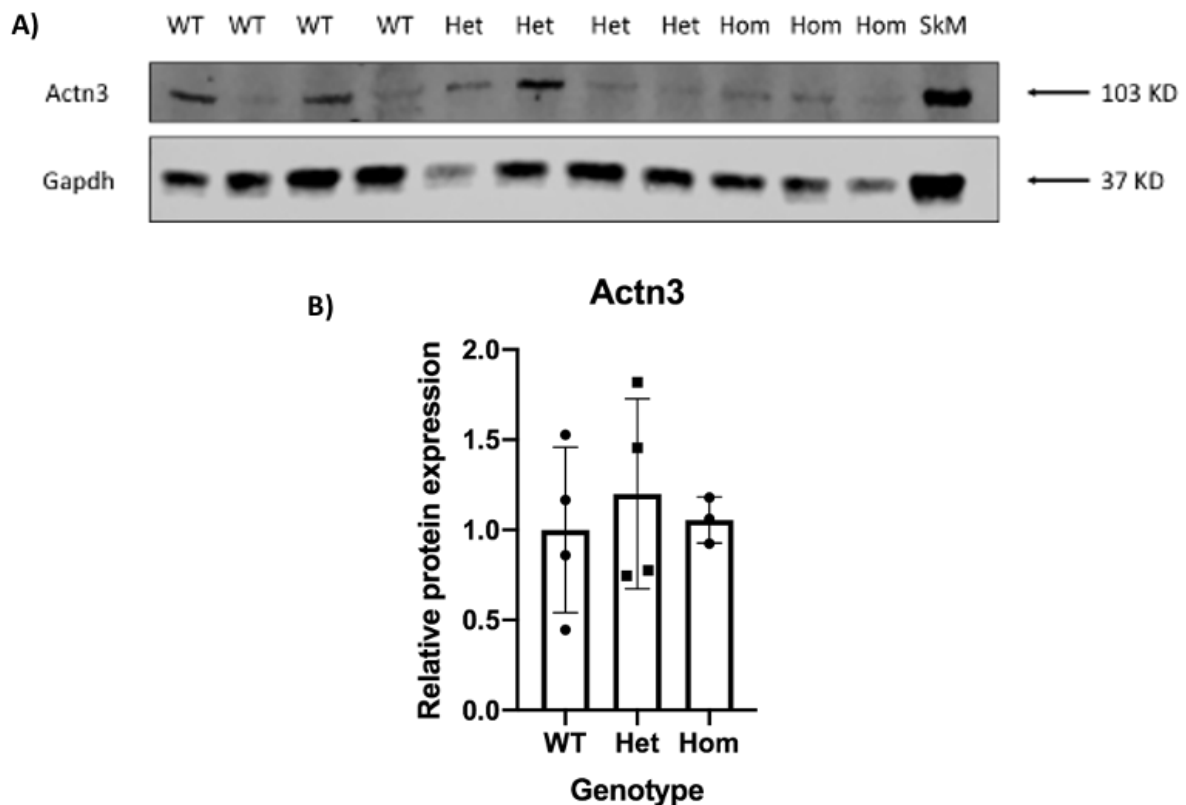 A)
WT WT WT WT Het Het Het Het Hom Hom Hom SkM
Actn3 103 KD
Gapdh 37 KD
B)
Actn3
Relative protein expression
2.0
1.5
1.0
0.5
0.0
WT Het Hom
Genotype